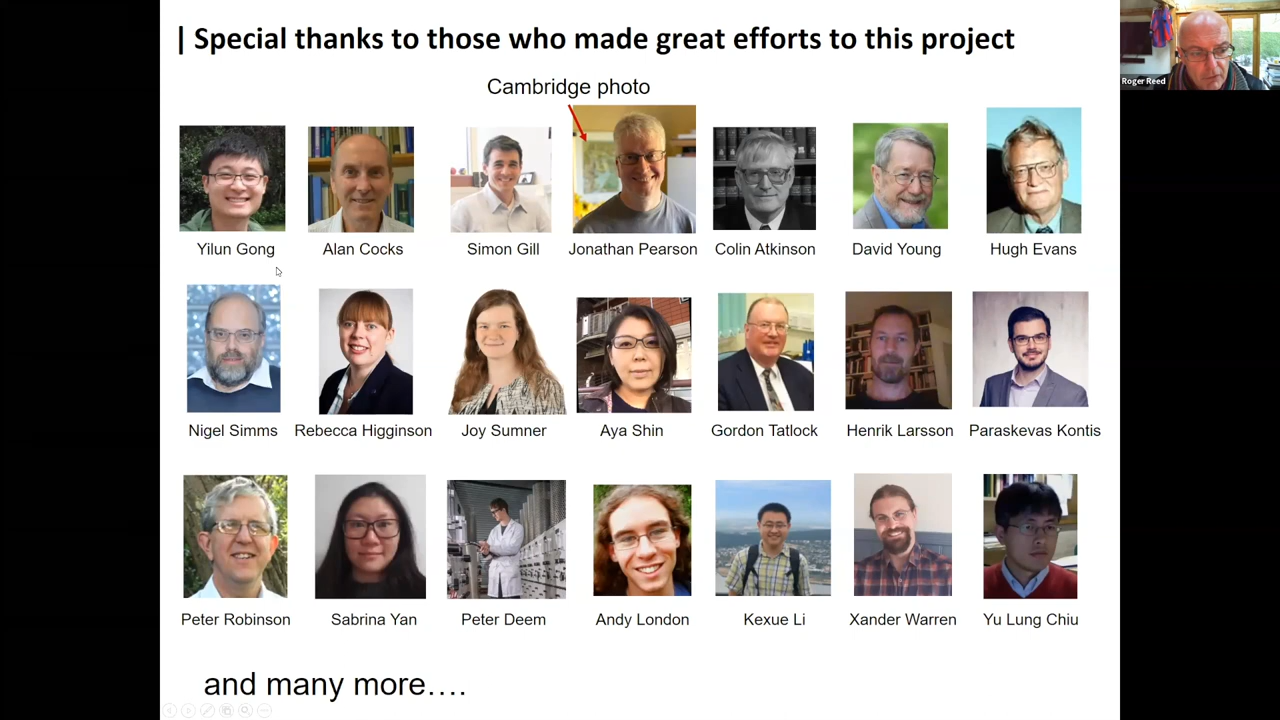 | Special thanks to those who made great efforts to this project
Cambridge photo
Roger Reed
Yilun Gong Alan Cocks Simon Gill Jonathan Pearson Colin Atkinson David Young Hugh Evans
Nigel Simms Rebecca Higginson Joy Sumner Aya Shin Gordon Tatlock Henrik Larsson Paraskevas Kontis
Peter Robinson Sabrina Yan Peter Deem Andy London Kexue Li Xander Warren Yu Lung Chiu
and many more….